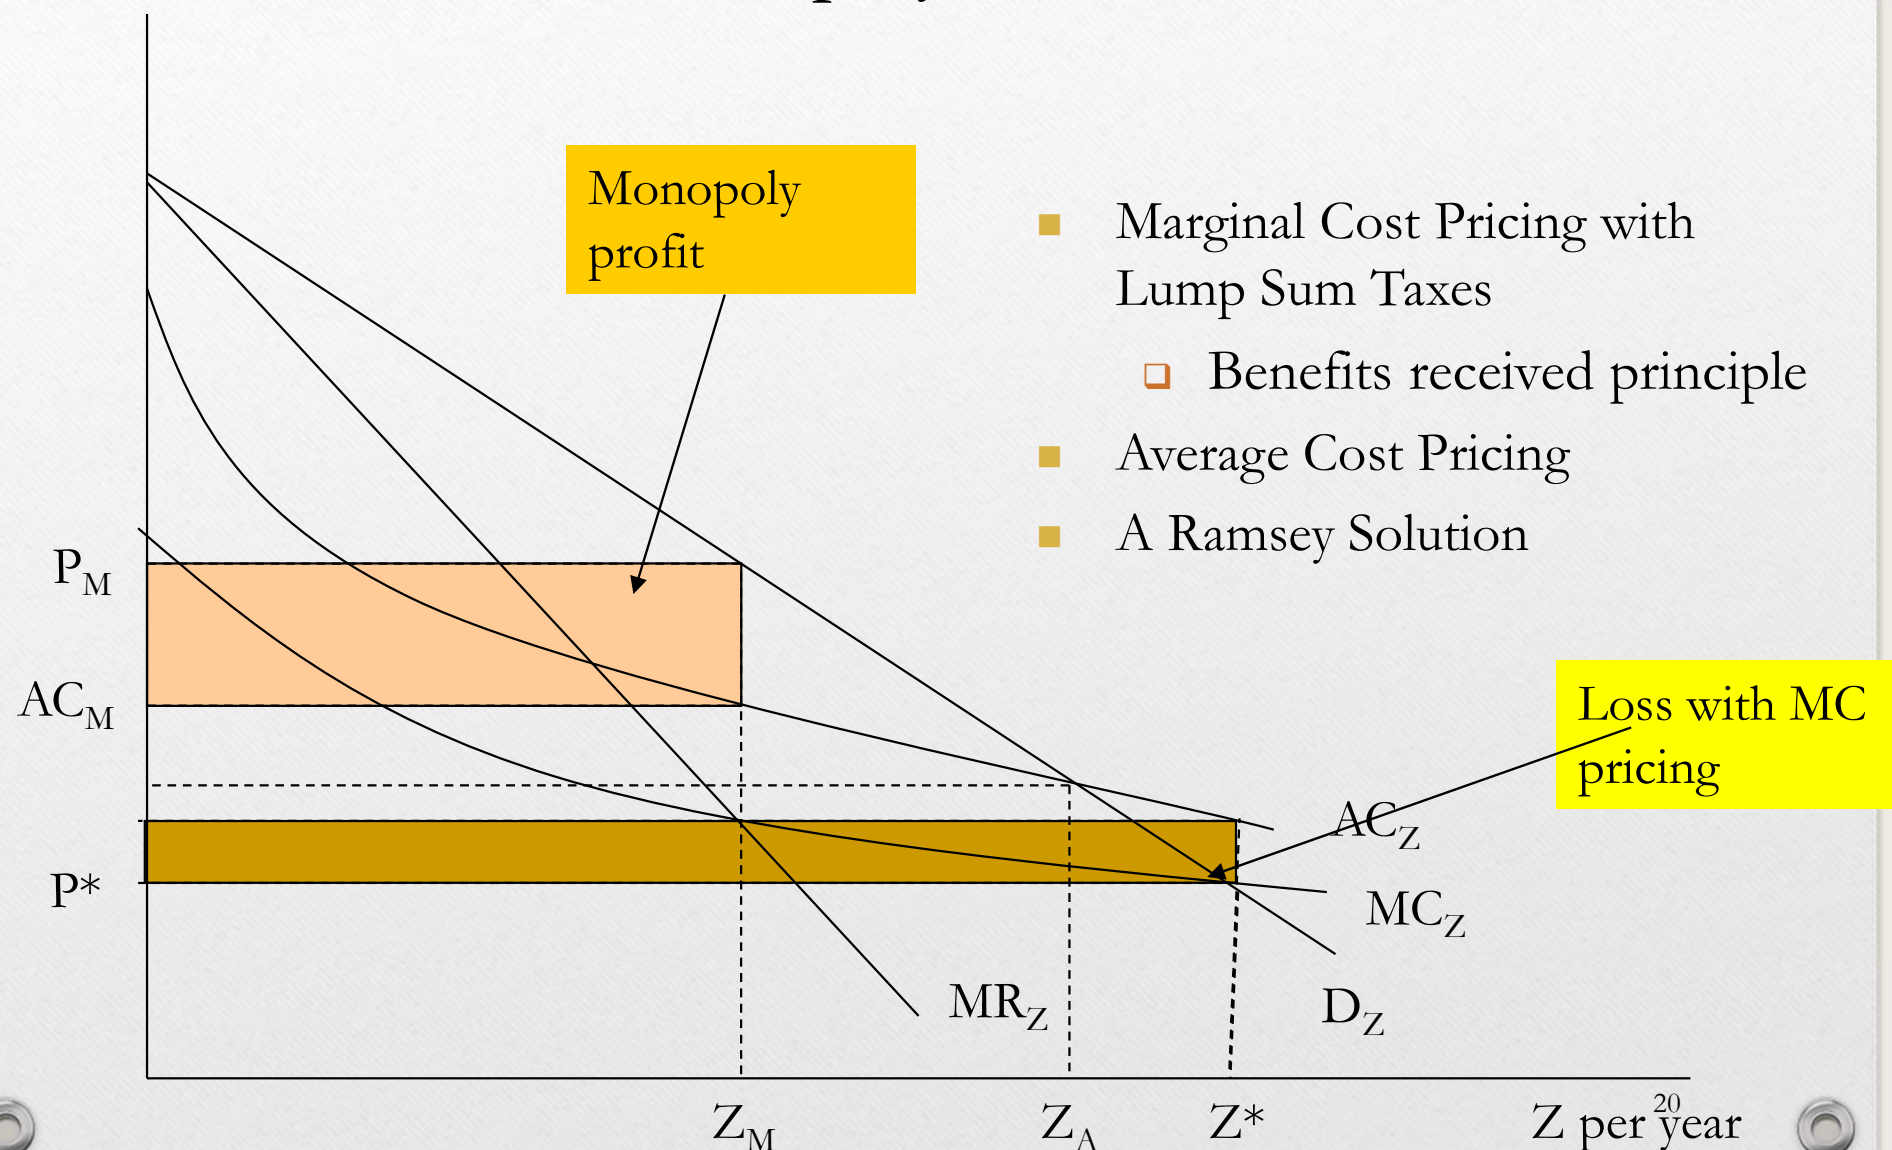 Monopoly
profit
Marginal Cost Pricing with
Lump Sum Taxes
Benefits received principle
Average Cost Pricing
A Ramsey Solution
P_M
AC_M
P*
Loss with MC
pricing
AC_Z
MC_Z
MR_Z
D_Z
Z_M
Z_A
Z*
Z per year
20